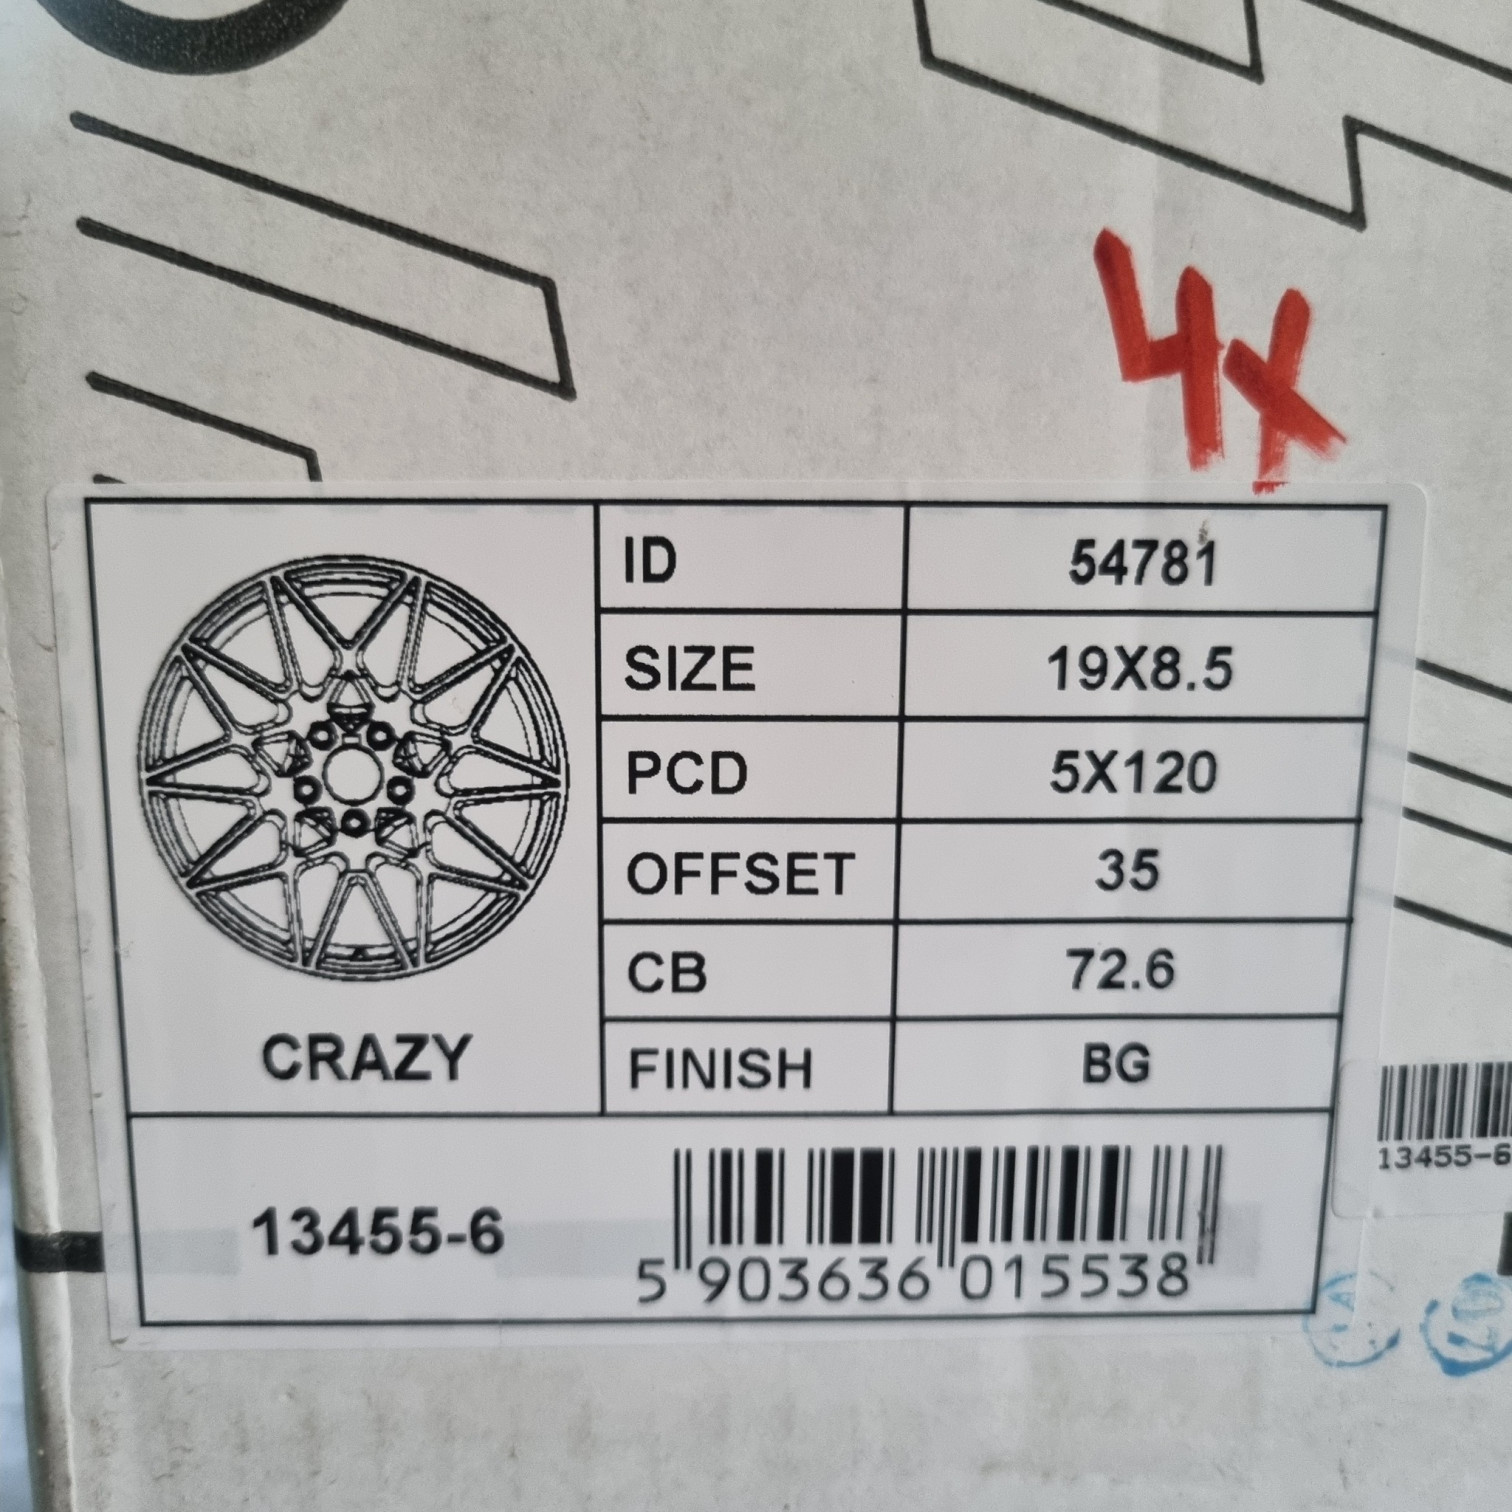 4X
ID 54781
SIZE 19X8.5
PCD 5X120
OFFSET 35
CB 72.6
CRAZY
FINISH BG
13455-6
13455-6
5 903636 015538